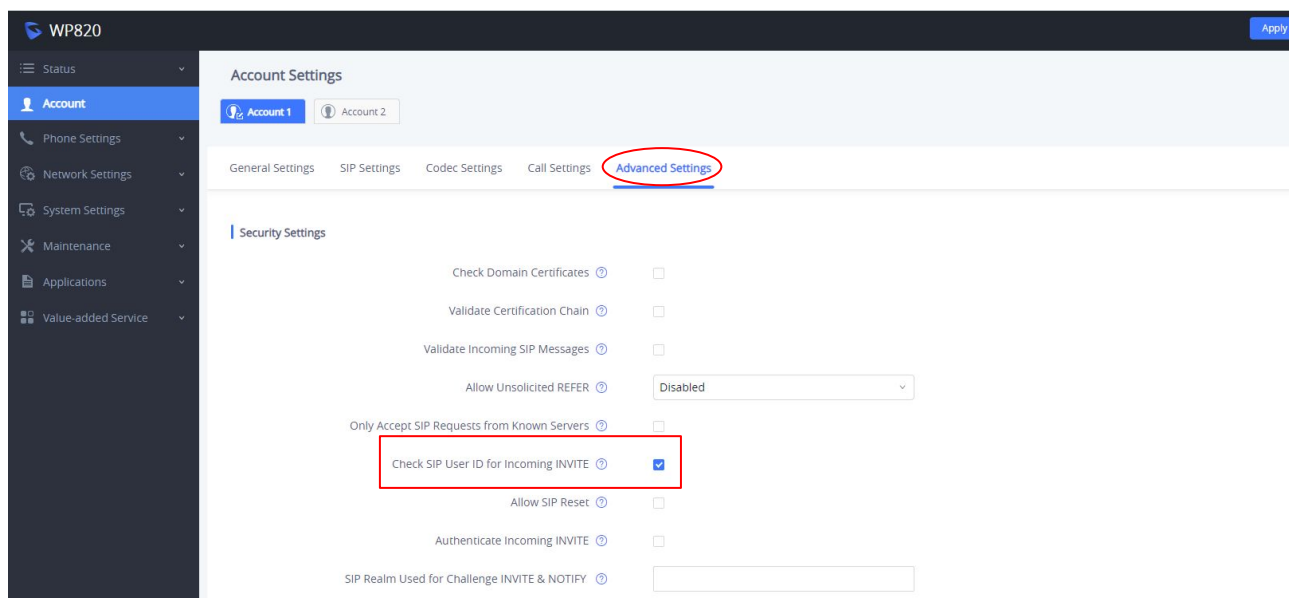 WP820
Apply
Status
Account
Phone Settings
Network Settings
System Settings
Maintenance
Applications
Value-added Service
Account Settings
Account 1
Account 2
General Settings
SIP Settings
Codec Settings
Call Settings
Advanced Settings
Security Settings
Check Domain Certificates
Validate Certification Chain
Validate Incoming SIP Messages
Allow Unsolicited REFER
Disabled
Only Accept SIP Requests from Known Servers
Check SIP User ID for Incoming INVITE
Allow SIP Reset
Authenticate Incoming INVITE
SIP Realm Used for Challenge INVITE & NOTIFY